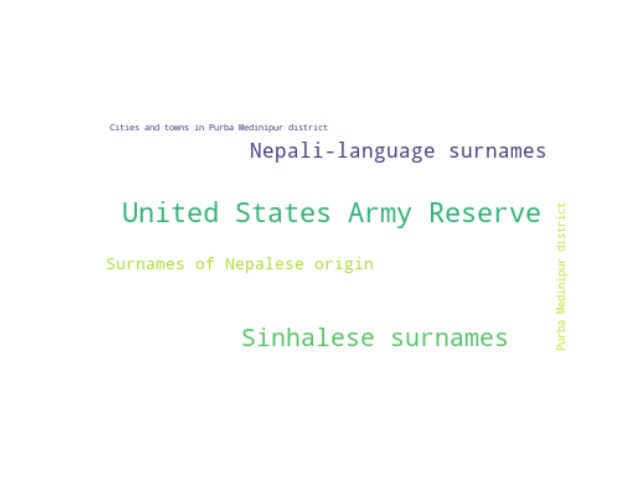 Cities and towns in Purba Medinipur district
Nepali-language surnames
United States Army Reserve
Surnames of Nepalese origin
Purba Medinipur district
Sinhalese surnames